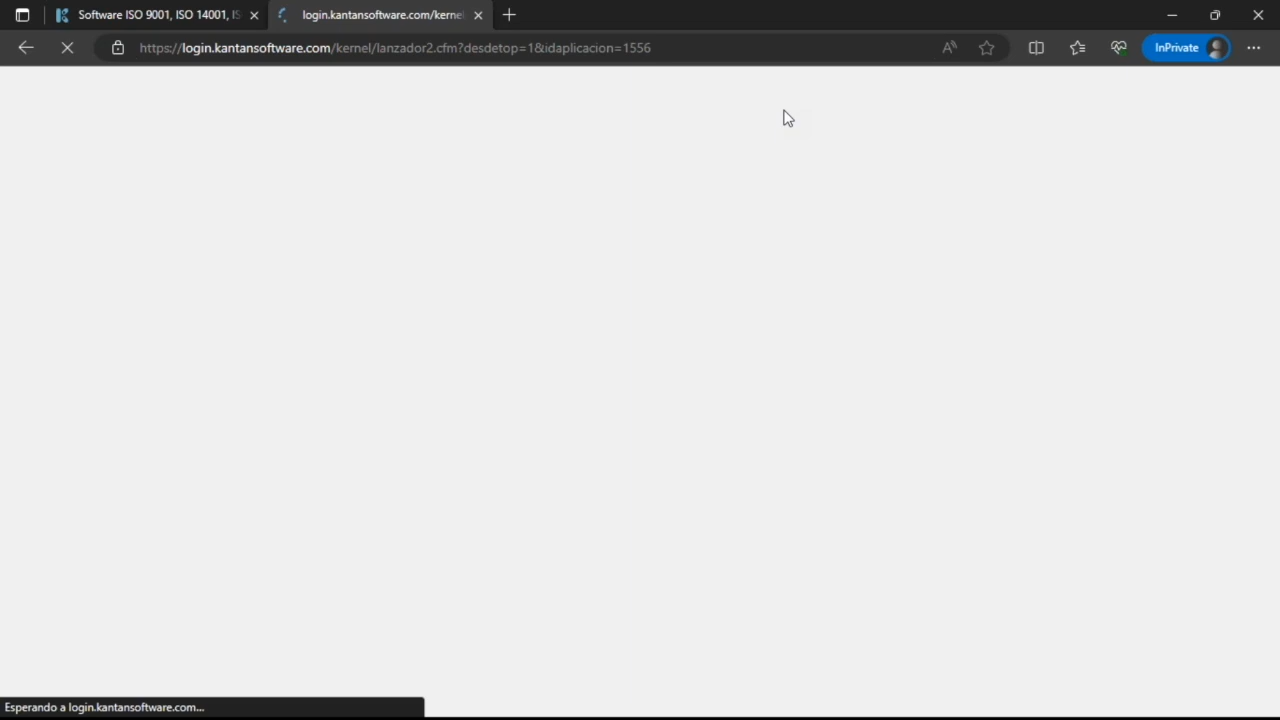 Software ISO 9001, ISO 14001, IS
login.kantansoftware.com/kernel
https://login.kantansoftware.com/kernel/lanzador2.cfm?desdetop=1&idaplicacion=1556
InPrivate
Esperando a login.kantansoftware.com...